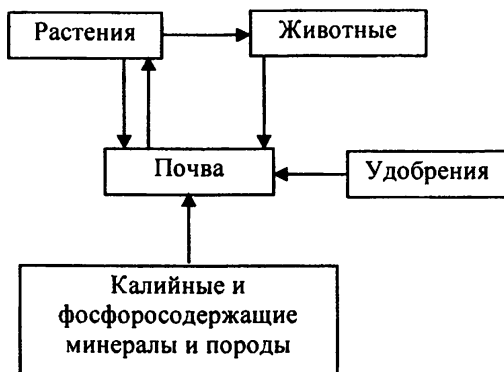 Растения
Животные
Почва
Удобрения
Калийные и
фосфоросодержащие
минералы и породы